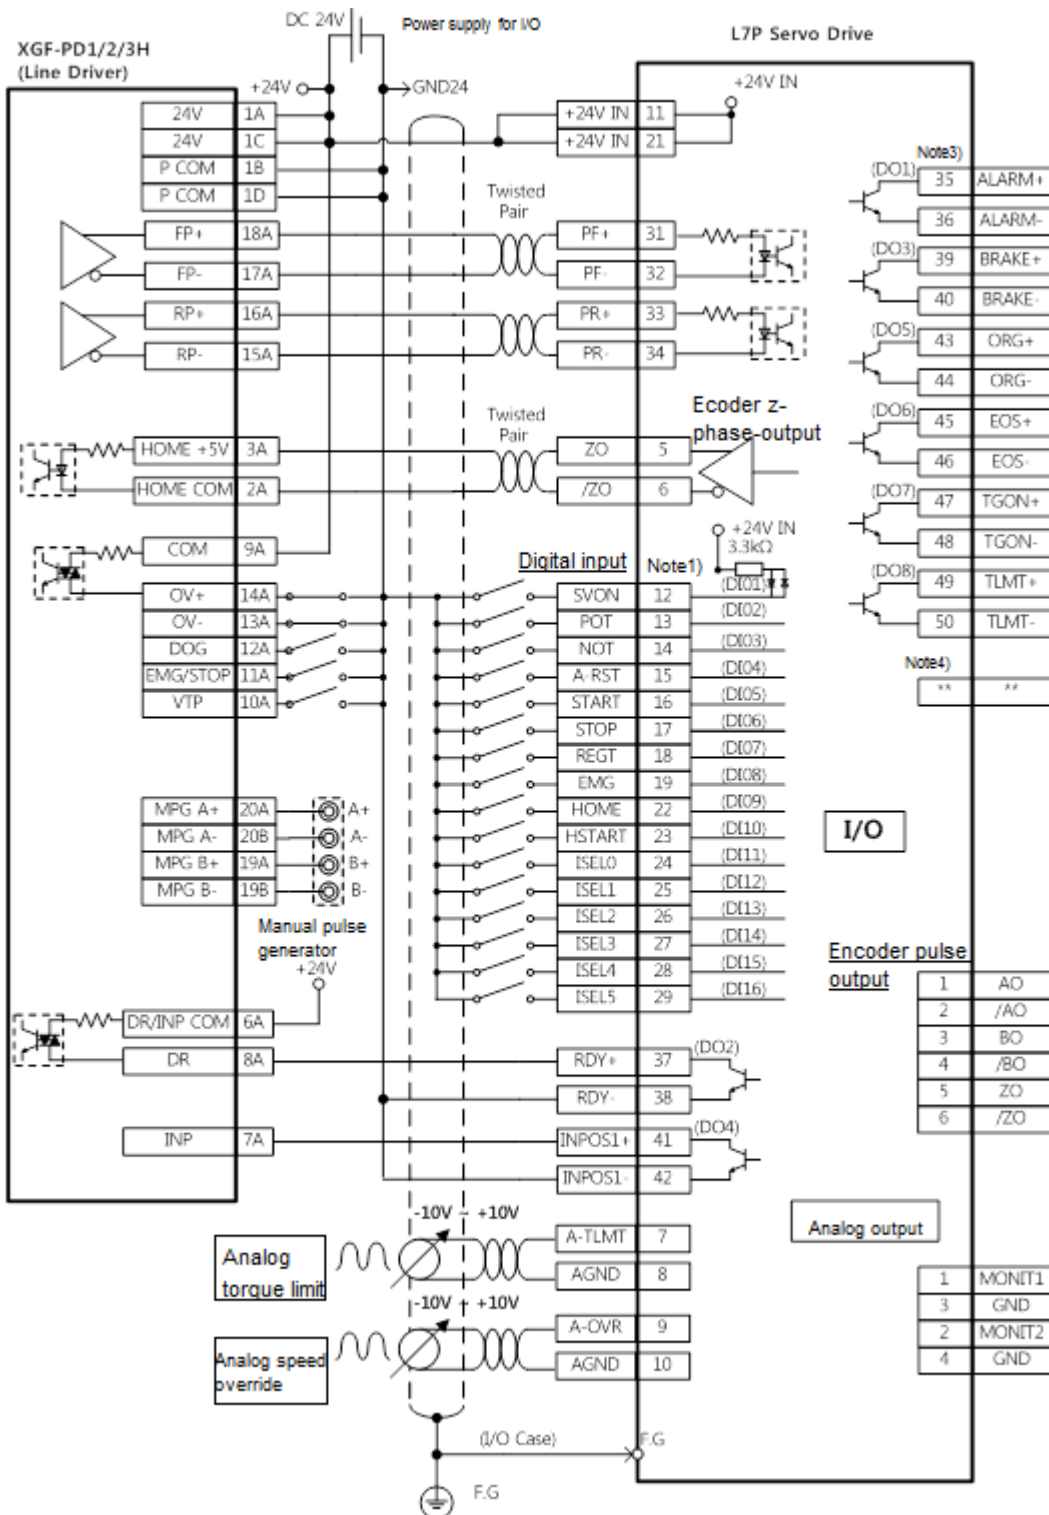 DC 24V
Power supply for I/O
XGF-PD1/2/3H
(Line Driver)
L7P Servo Drive
+24V
GND24
+24V IN
24V 1A
24V 1C
P COM 1B
P COM 1D
+24V IN 11
+24V IN 21
Twisted
Pair
FP+ 18A
FP- 17A
RP+ 16A
RP- 15A
PF+ 31
PF- 32
PR+ 33
PR- 34
Note3)
(DO1) 35 ALARM+
36 ALARM-
(DO3) 39 BRAKE+
40 BRAKE-
(DO5) 43 ORG+
44 ORG-
(DO6) 45 EOS+
46 EOS-
(DO7) 47 TGON+
48 TGON-
(DO8) 49 TLMT+
50 TLMT-
Note4)
** **
Twisted
Pair
HOME +5V 3A
HOME COM 2A
ZO 5
/ZO 6
Ecoder z-
phase-output
COM 9A
OV+ 14A
OV- 13A
DOG 12A
EMG/STOP 11A
VTP 10A
Digital input
Note1)
+24V IN
3.3kΩ
SVON 12 (DI01)
POT 13 (DI02)
NOT 14 (DI03)
A-RST 15 (DI04)
START 16 (DI05)
STOP 17 (DI06)
REGT 18 (DI07)
EMG 19 (DI08)
HOME 22 (DI09)
HSTART 23 (DI10)
ISEL0 24 (DI11)
ISEL1 25 (DI12)
ISEL2 26 (DI13)
ISEL3 27 (DI14)
ISEL4 28 (DI15)
ISEL5 29 (DI16)
I/O
MPG A+ 20A A+
MPG A- 20B A-
MPG B+ 19A B+
MPG B- 19B B-
Manual pulse
generator
+24V
DR/INP COM 6A
DR 8A
INP 7A
RDY+ 37 (DO2)
RDY- 38
INPOS1+ 41 (DO4)
INPOS1- 42
Encoder pulse
output
1 AO
2 /AO
3 BO
4 /BO
5 ZO
6 /ZO
Analog
torque limit
-10V ~ +10V
A-TLMT 7
AGND 8
Analog speed
override
-10V ~ +10V
A-OVR 9
AGND 10
Analog output
1 MONIT1
3 GND
2 MONIT2
4 GND
(I/O Case)
F.G
F.G